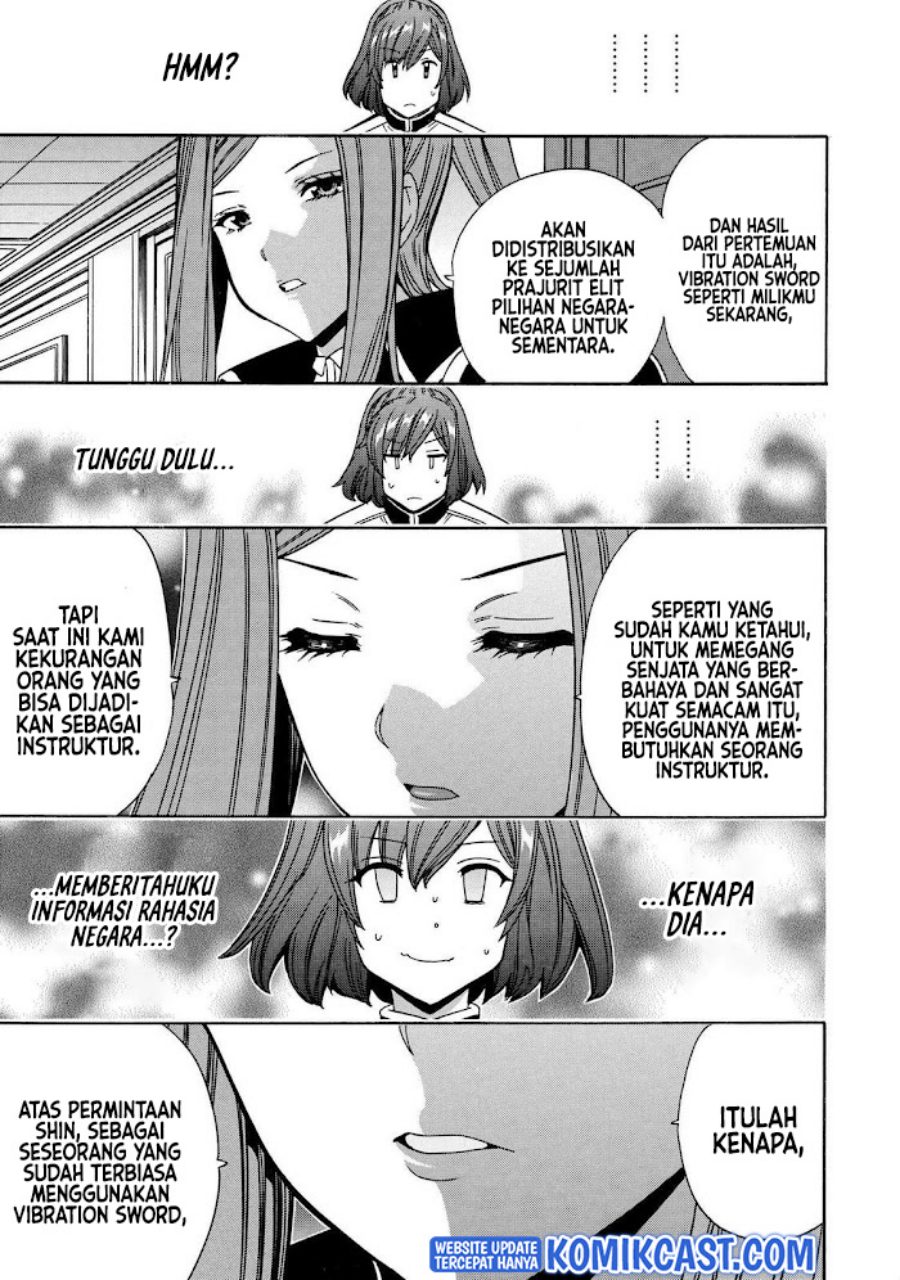 HMM?
DAN HASIL
DARI PERTEMUAN
ITU ADALAH,
VIBRATION SWORD
SEPERTI MILIKMU
SEKARANG,
AKAN
DIDISTRIBUSIKAN
KE SEJUMLAH
PRAJURIT ELIT
PILIHAN NEGARA-
NEGARA UNTUK
SEMENTARA.
TUNGGU DULU...
SEPERTI YANG
SUDAH KAMU KETAHUI,
UNTUK MEMEGANG
SENJATA YANG BER-
BAHAYA DAN SANGAT
KUAT SEMACAM ITU,
PENGGUNANYA MEM-
BUTUHKAN SEORANG
INSTRUKTUR.
TAPI
SAAT INI KAMI
KEKURANGAN
ORANG YANG
BISA DIJADI-
KAN SEBAGAI
INSTRUKTUR.
...KENAPA
DIA...
...MEMBERITAHUKU
INFORMASI RAHASIA
NEGARA...?
ITULAH
KENAPA,
ATAS PERMINTAAN
SHIN, SEBAGAI
SESEORANG YANG
SUDAH TERBIASA
MENGGUNAKAN
VIBRATION SWORD,
WEBSITE UPDATE
TERCEPAT HANYA
KOMIKCAST.COM